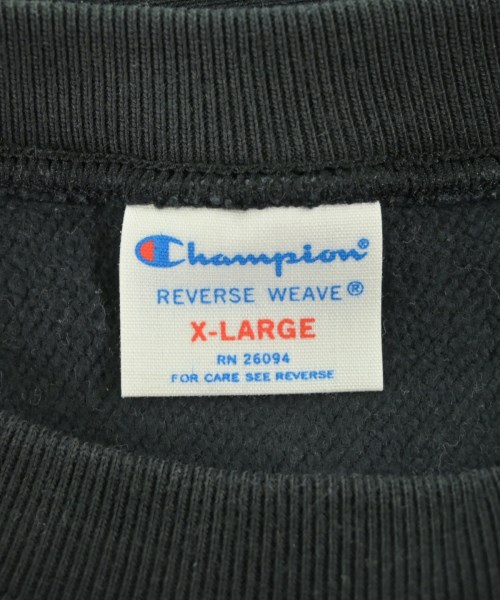 Champion®
REVERSE WEAVE®
X-LARGE
RN 26094
FOR CARE SEE REVERSE